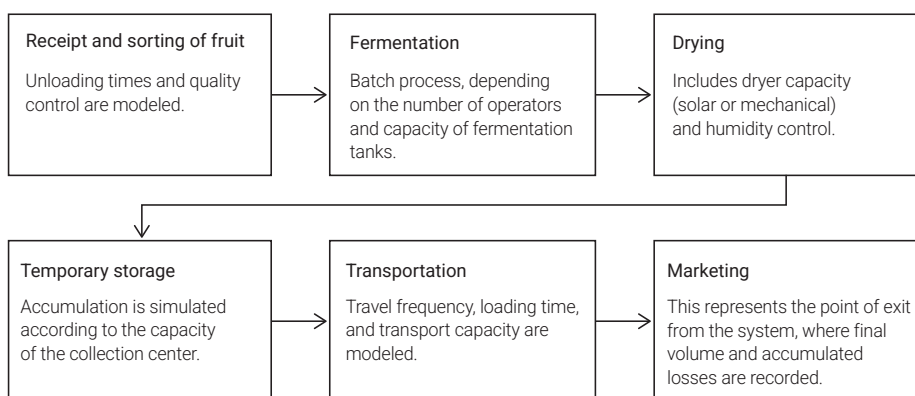 Receipt and sorting of fruit
Unloading times and quality
control are modeled.
Fermentation
Batch process, depending
on the number of operators
and capacity of fermentation
tanks.
Drying
Includes dryer capacity
(solar or mechanical)
and humidity control.
Temporary storage
Accumulation is simulated
according to the capacity
of the collection center.
Transportation
Travel frequency, loading time,
and transport capacity are
modeled.
Marketing
This represents the point of exit
from the system, where final
volume and accumulated
losses are recorded.